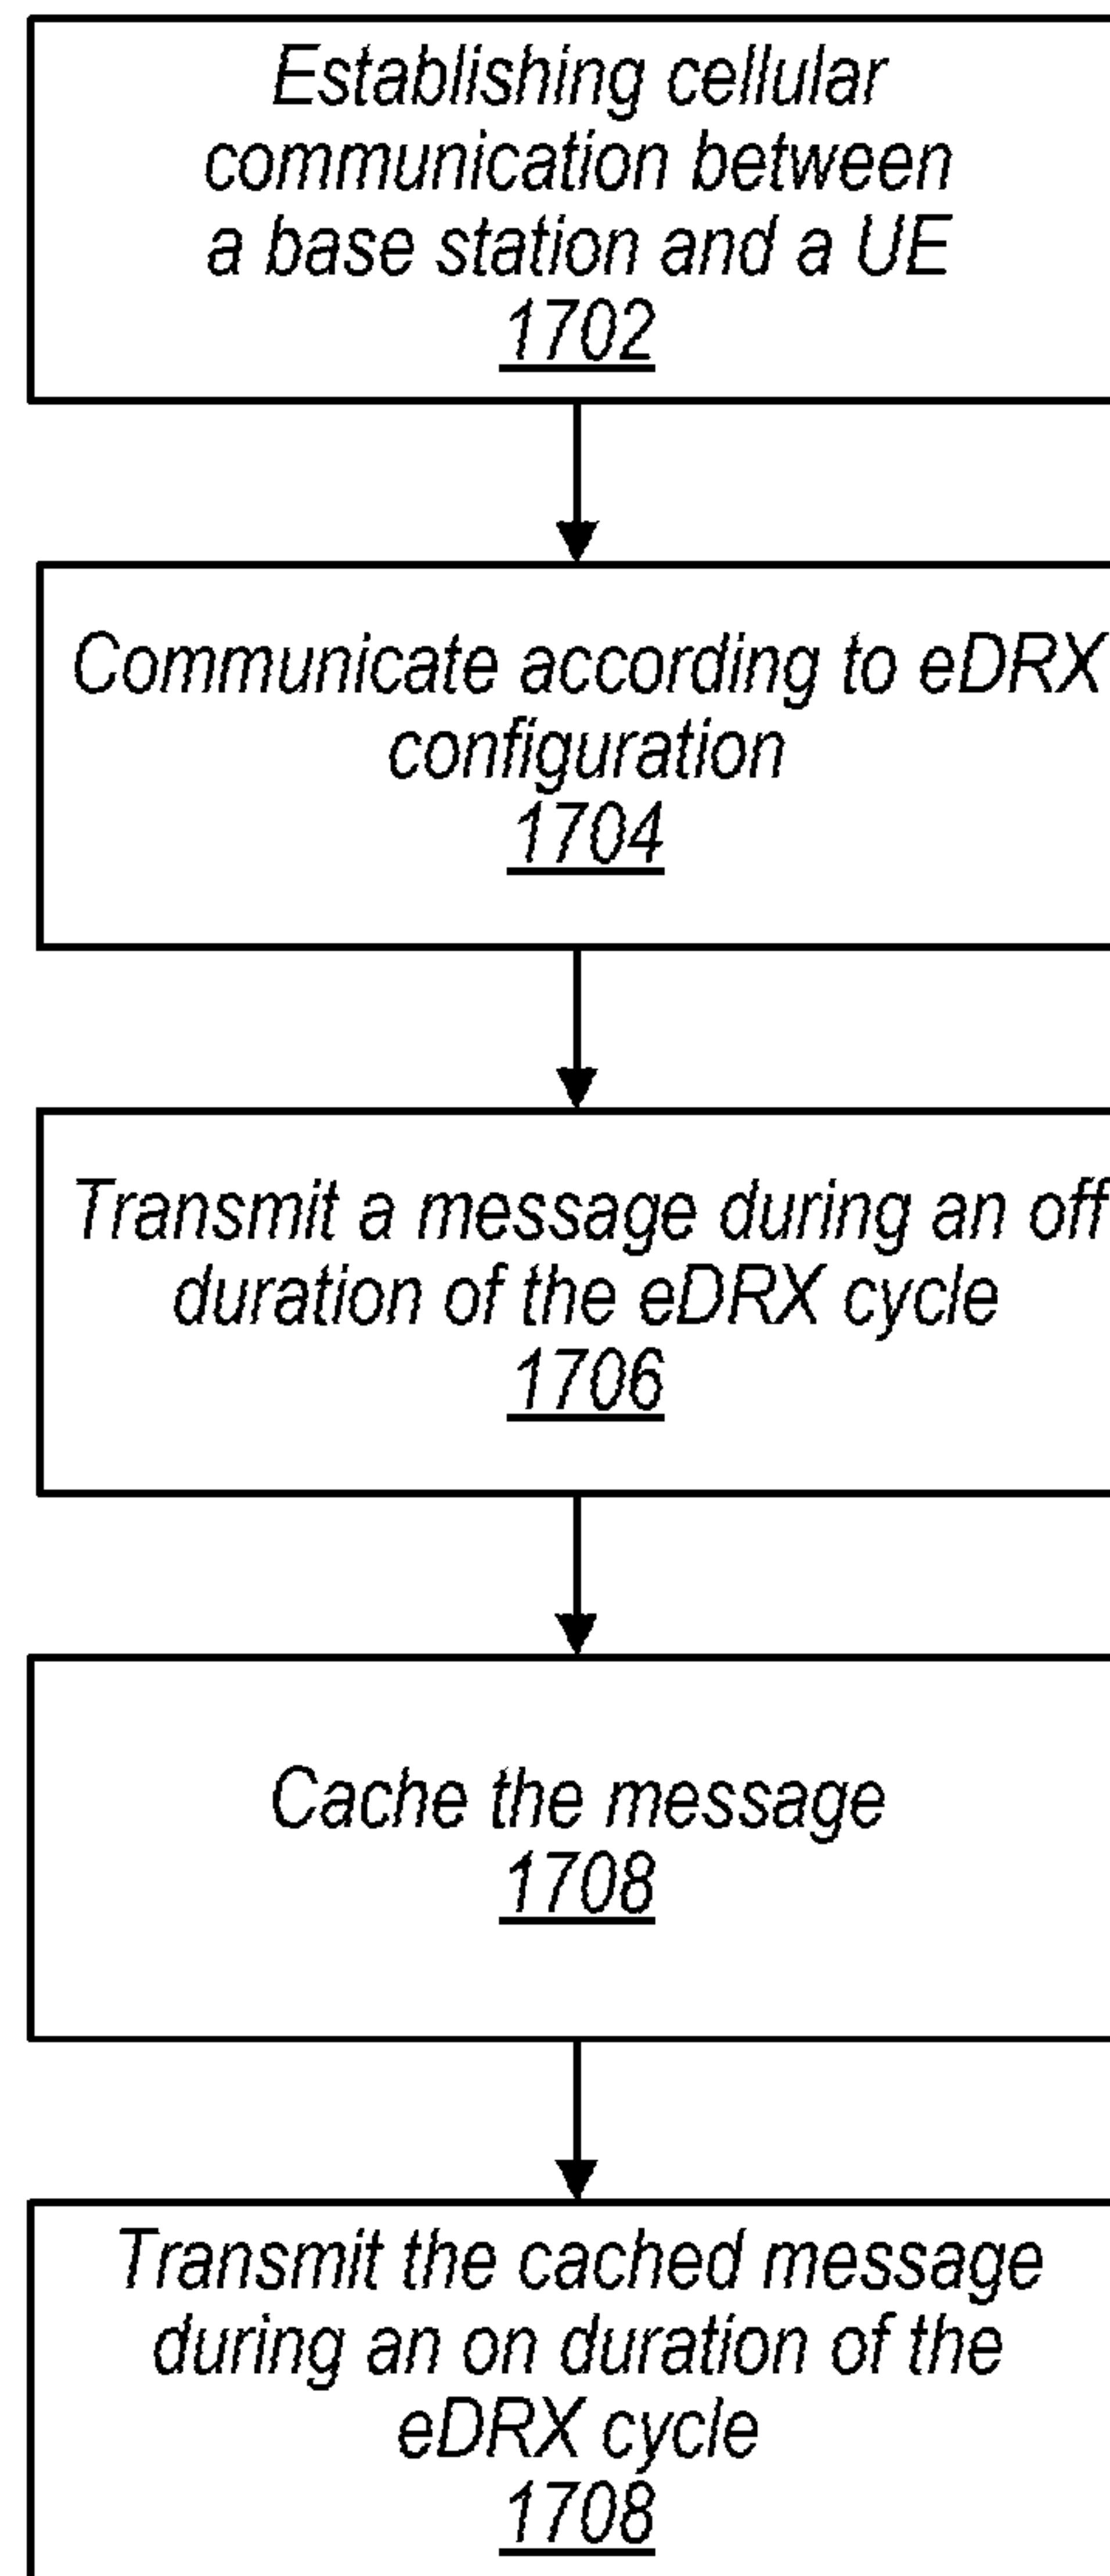 Establishing cellular
communication between
a base station and a UE
1702
Communicate according to eDRX
configuration
1704
Transmit a message during an off
duration of the eDRX cycle
1706
Cache the message
1708
Transmit the cached message
during an on duration of the
eDRX cycle
1708